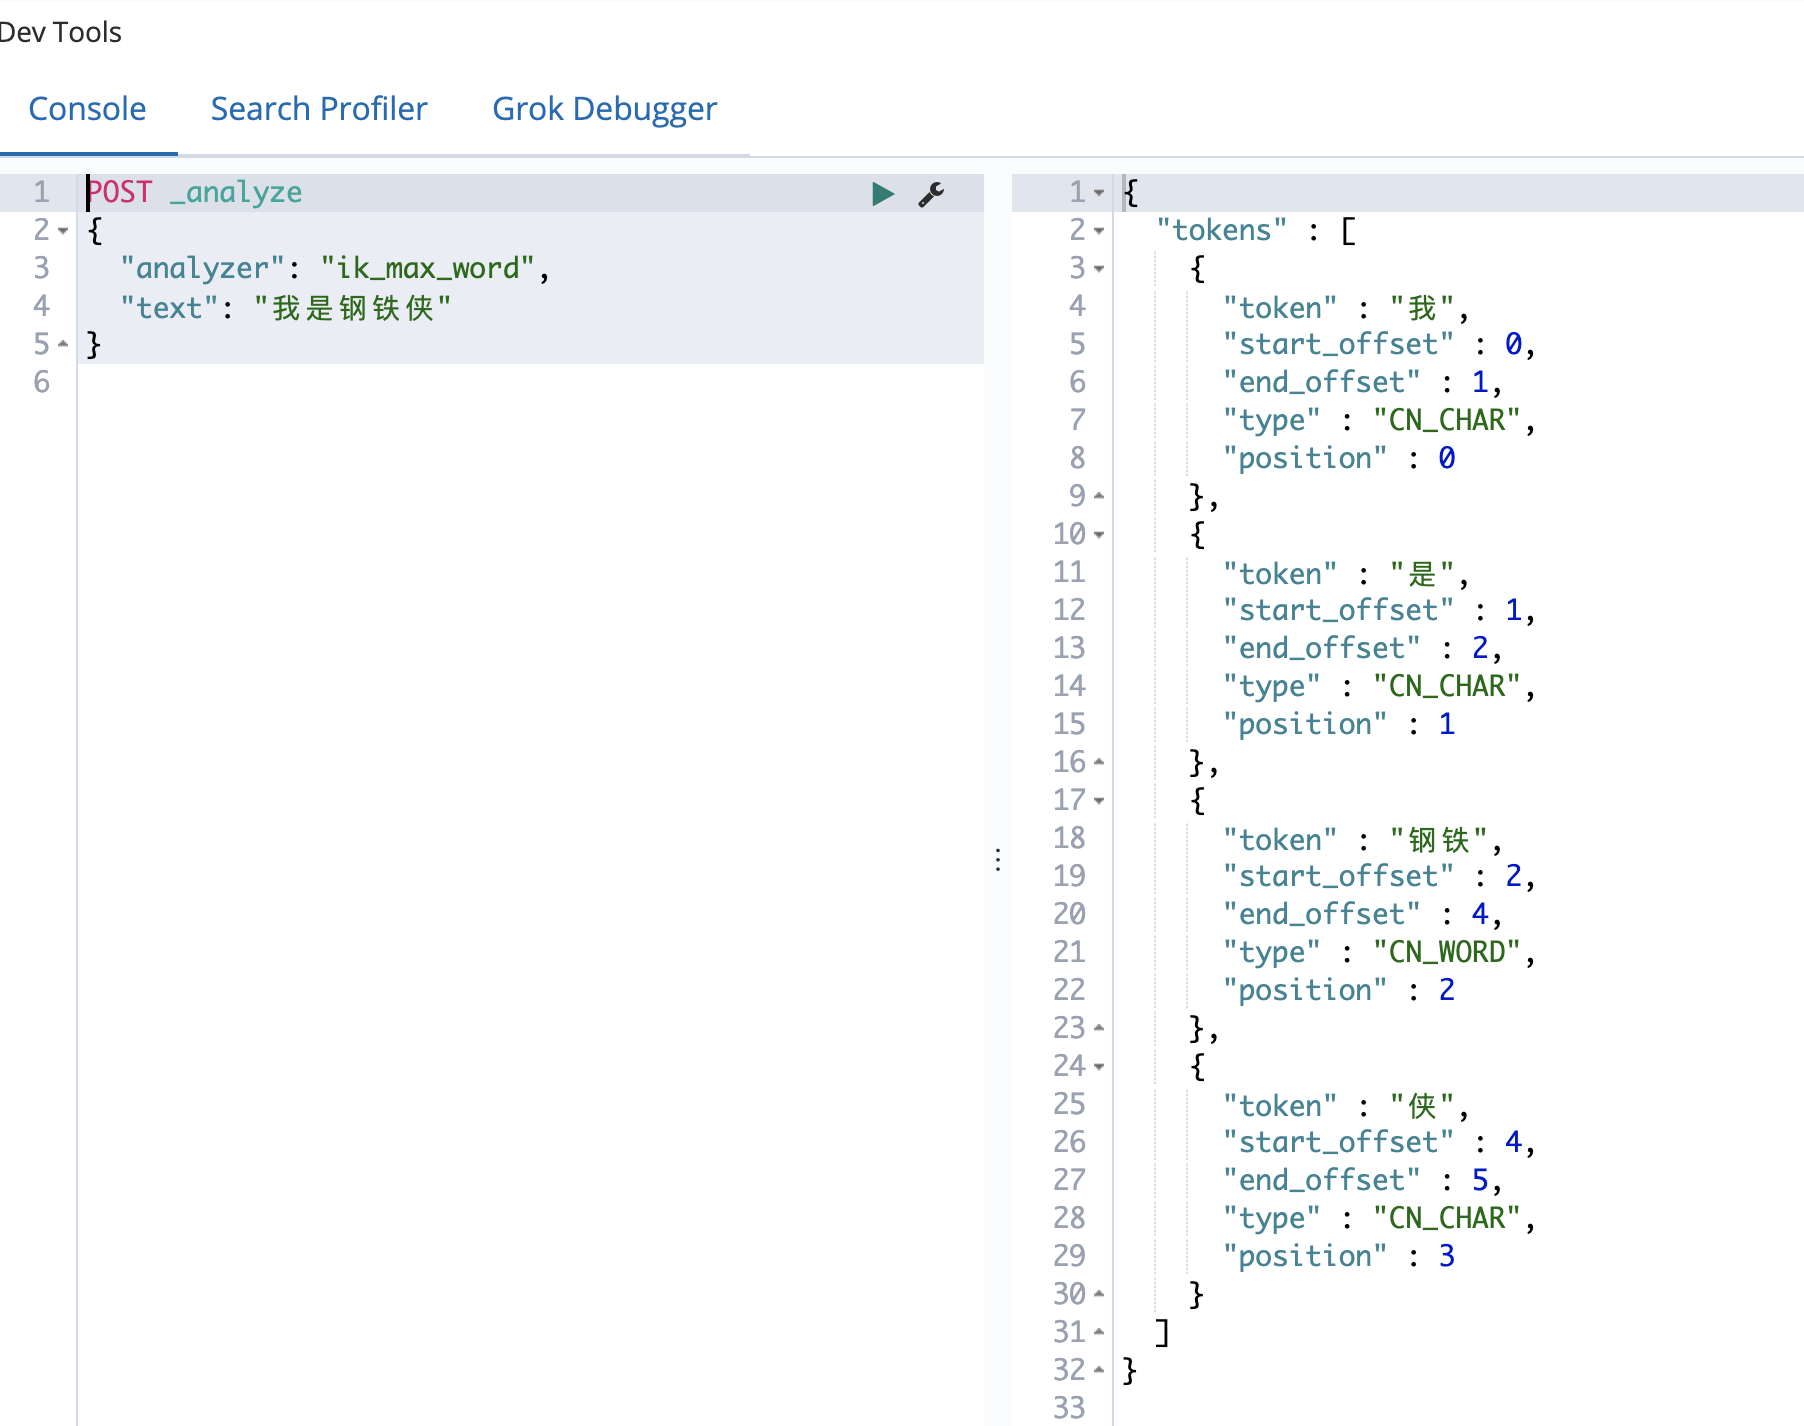 Dev Tools
Console Search Profiler Grok Debugger
1 POST _analyze
2 {
3 "analyzer": "ik_max_word",
4 "text": "我是钢铁侠"
5 }
6
1 {
2 "tokens" : [
3 {
4 "token" : "我",
5 "start_offset" : 0,
6 "end_offset" : 1,
7 "type" : "CN_CHAR",
8 "position" : 0
9 },
10 {
11 "token" : "是",
12 "start_offset" : 1,
13 "end_offset" : 2,
14 "type" : "CN_CHAR",
15 "position" : 1
16 },
17 {
18 "token" : "钢铁",
19 "start_offset" : 2,
20 "end_offset" : 4,
21 "type" : "CN_WORD",
22 "position" : 2
23 },
24 {
25 "token" : "侠",
26 "start_offset" : 4,
27 "end_offset" : 5,
28 "type" : "CN_CHAR",
29 "position" : 3
30 }
31 ]
32 }
33